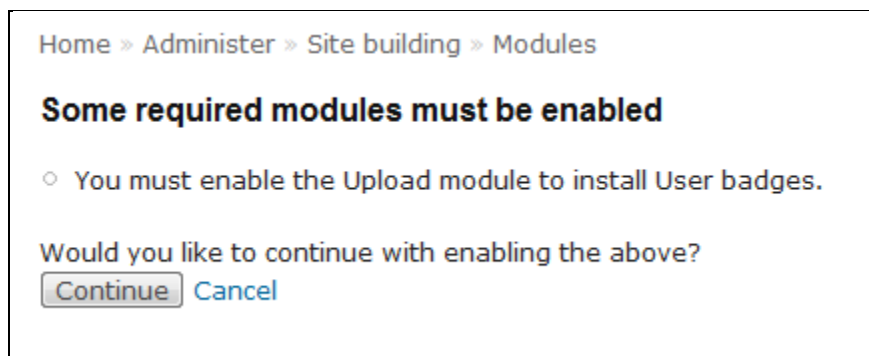 Home » Administer » Site building » Modules
Some required modules must be enabled
You must enable the Upload module to install User badges.
Would you like to continue with enabling the above?
Continue Cancel